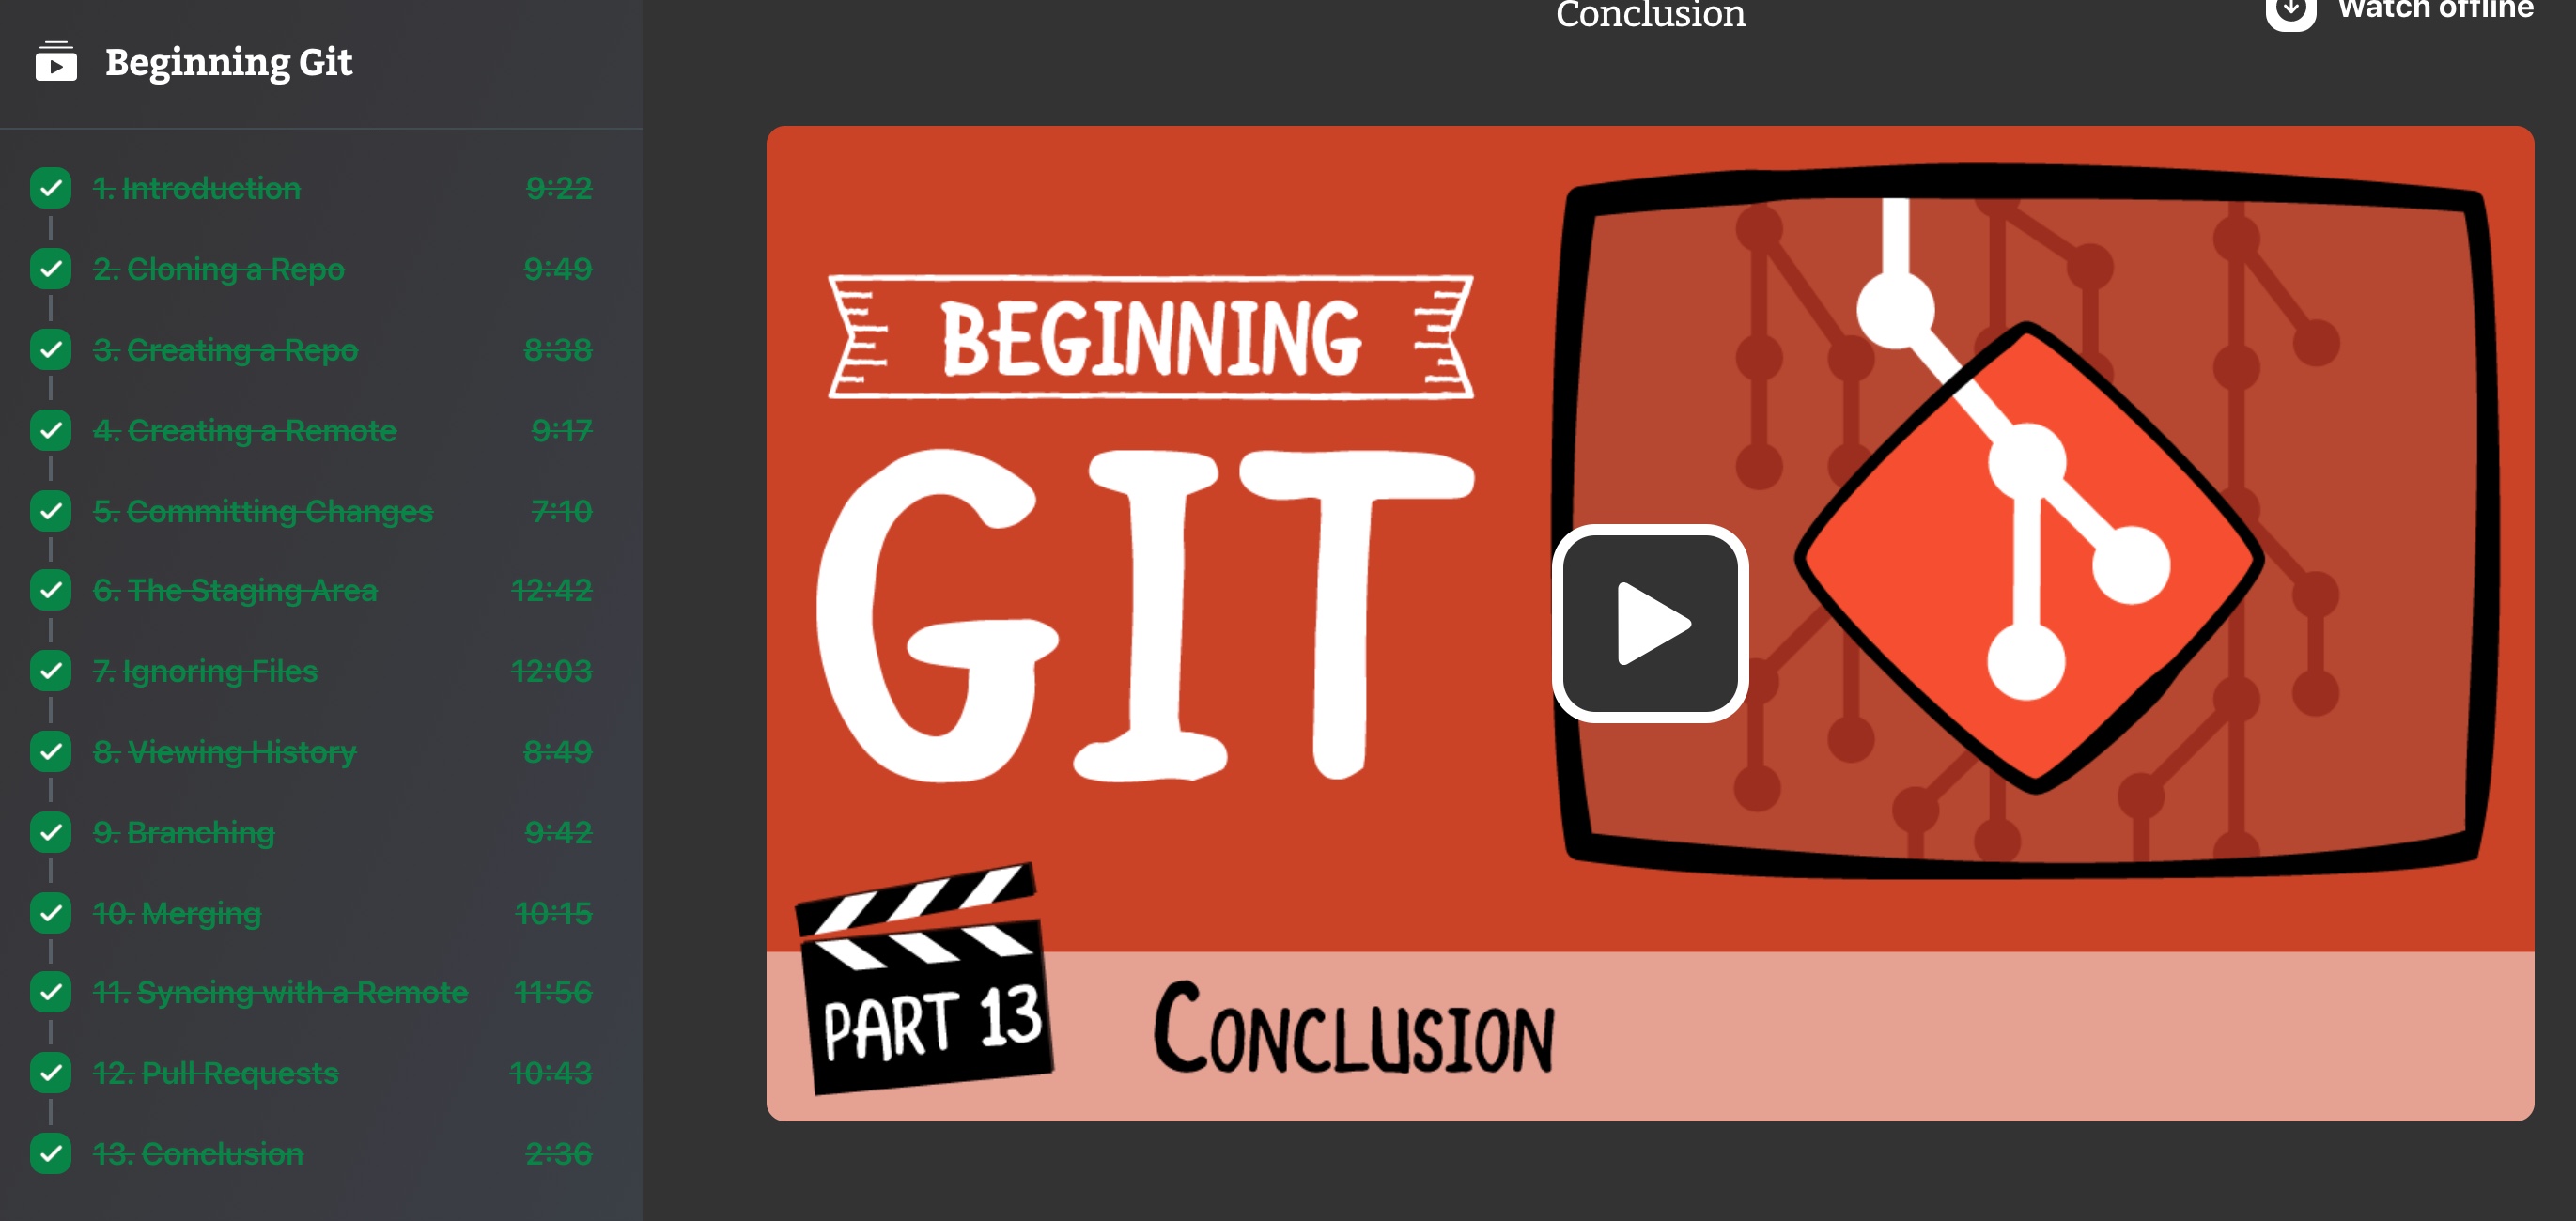 Beginning Git
1. Introduction 9:22
2. Cloning a Repo 9:49
3. Creating a Repo 8:38
4. Creating a Remote 9:17
5. Committing Changes 7:10
6. The Staging Area 12:42
7. Ignoring Files 12:03
8. Viewing History 8:49
9. Branching 9:42
10. Merging 10:15
11. Syncing with a Remote 11:56
12. Pull Requests 10:43
13. Conclusion 2:36
Conclusion
Watch offline
BEGINNING
GIT
PART 13
CONCLUSION